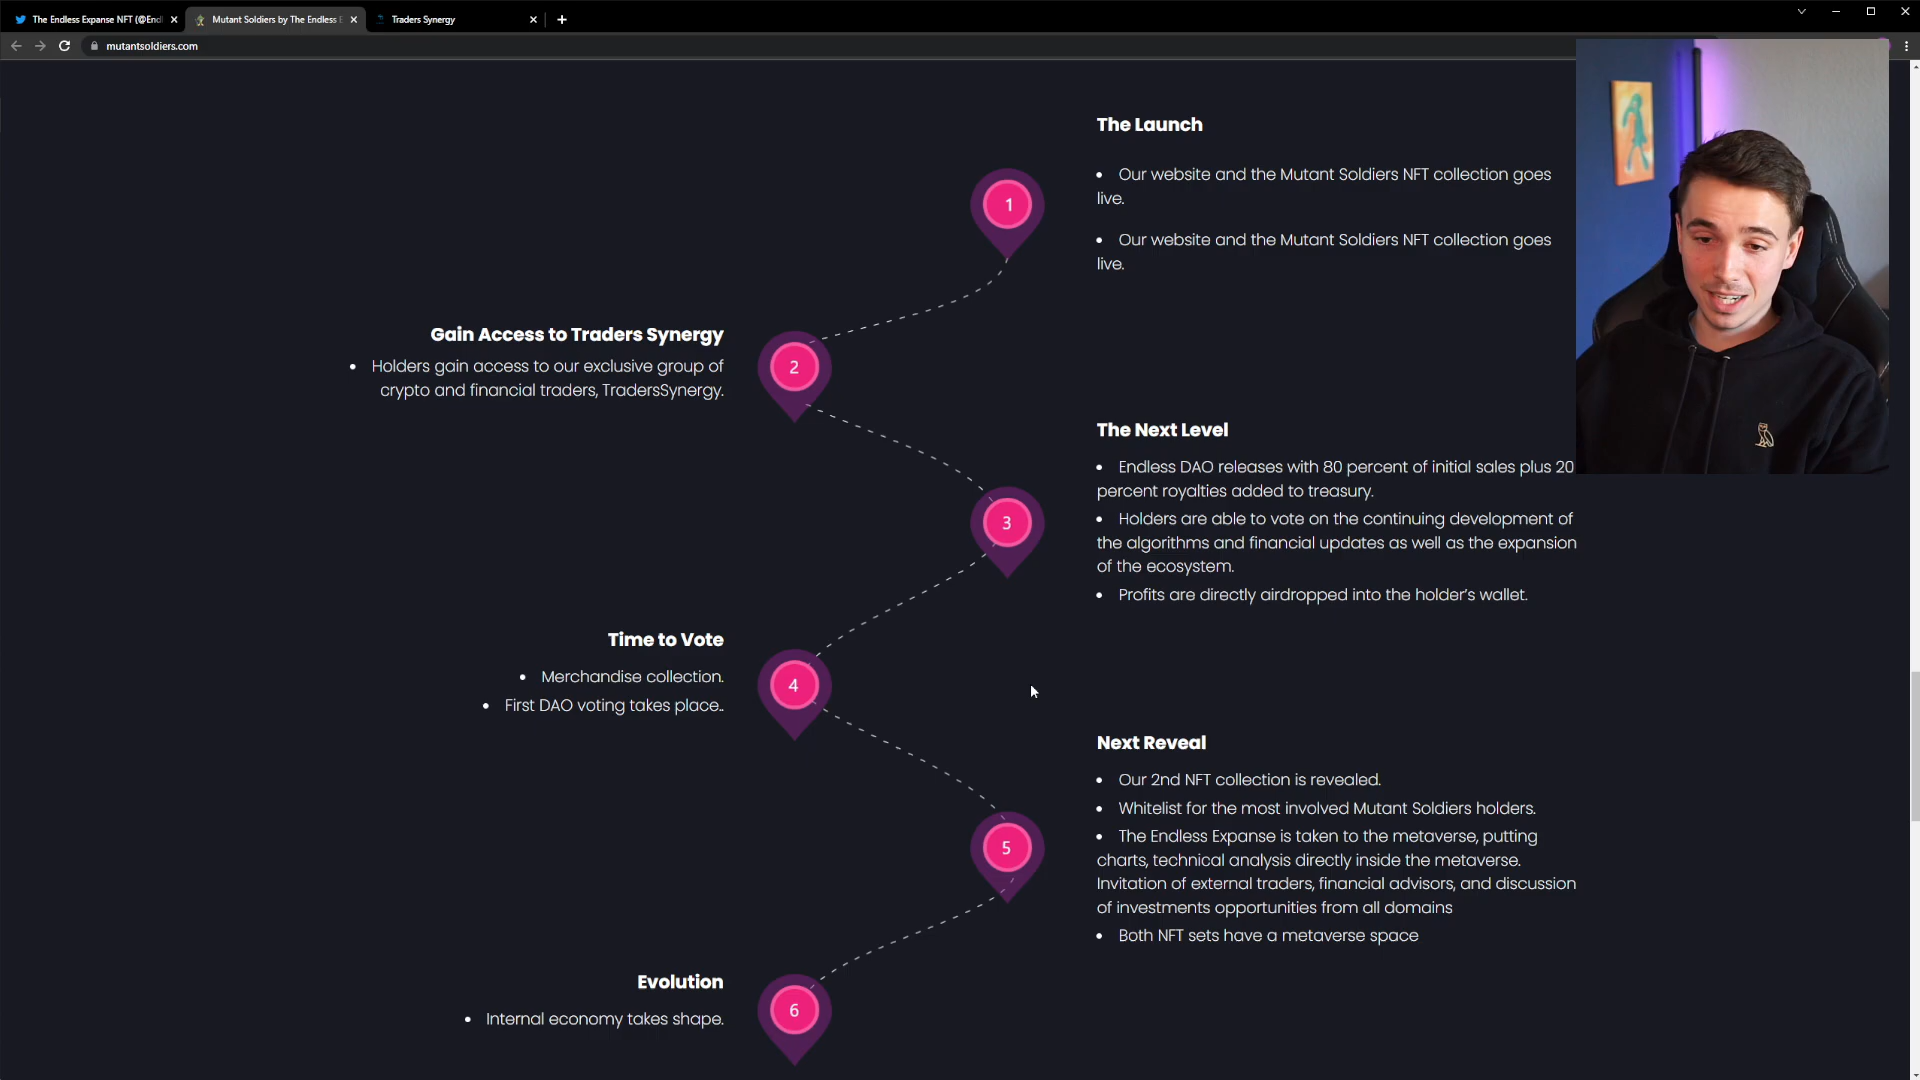 The Endless Expanse NFT (@End
Mutant Soldiers by The Endless E
Traders Synergy
mutantsoldiers.com
The Launch
• Our website and the Mutant Soldiers NFT collection goes
live.
• Our website and the Mutant Soldiers NFT collection goes
live.
1
Gain Access to Traders Synergy
• Holders gain access to our exclusive group of
crypto and financial traders, TradersSynergy.
2
The Next Level
• Endless DAO releases with 80 percent of initial sales plus 20
percent royalties added to treasury.
• Holders are able to vote on the continuing development of
the algorithms and financial updates as well as the expansion
of the ecosystem.
• Profits are directly airdropped into the holder's wallet.
3
Time to Vote
• Merchandise collection.
• First DAO voting takes place..
4
Next Reveal
• Our 2nd NFT collection is revealed.
• Whitelist for the most involved Mutant Soldiers holders.
• The Endless Expanse is taken to the metaverse, putting
charts, technical analysis directly inside the metaverse.
Invitation of external traders, financial advisors, and discussion
of investments opportunities from all domains
• Both NFT sets have a metaverse space
5
Evolution
• Internal economy takes shape.
6